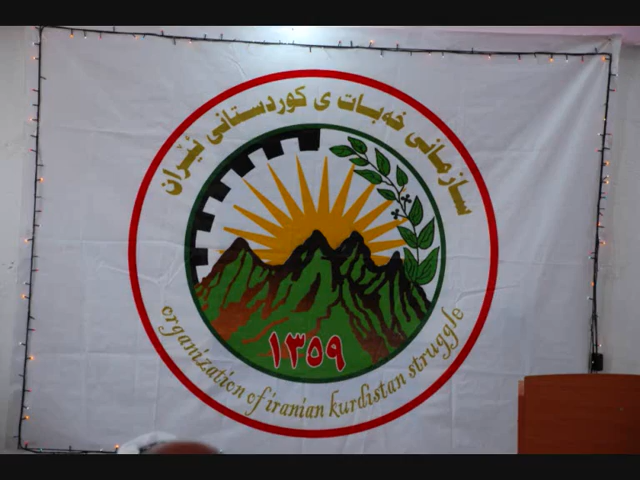 سازمانی خەبات ی کوردستانی ئێران
١٣٥٩
organization of iranian kurdistan struggle